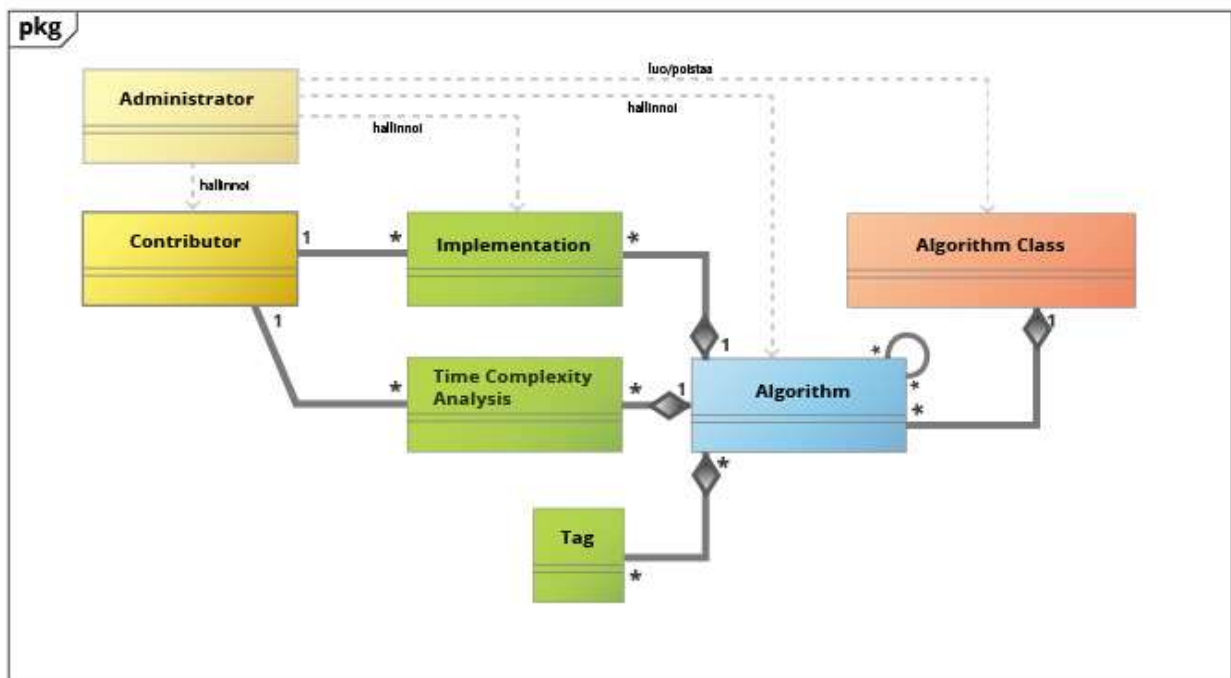 pkg
luo/poistaa
Administrator
hallinnoi
hallinnoi
hallinnoi
Contributor
1
*
Implementation
*
Algorithm Class
1
*
Time Complexity
Analysis
*
1
1
Algorithm
*
*
*
1
*
Tag
*